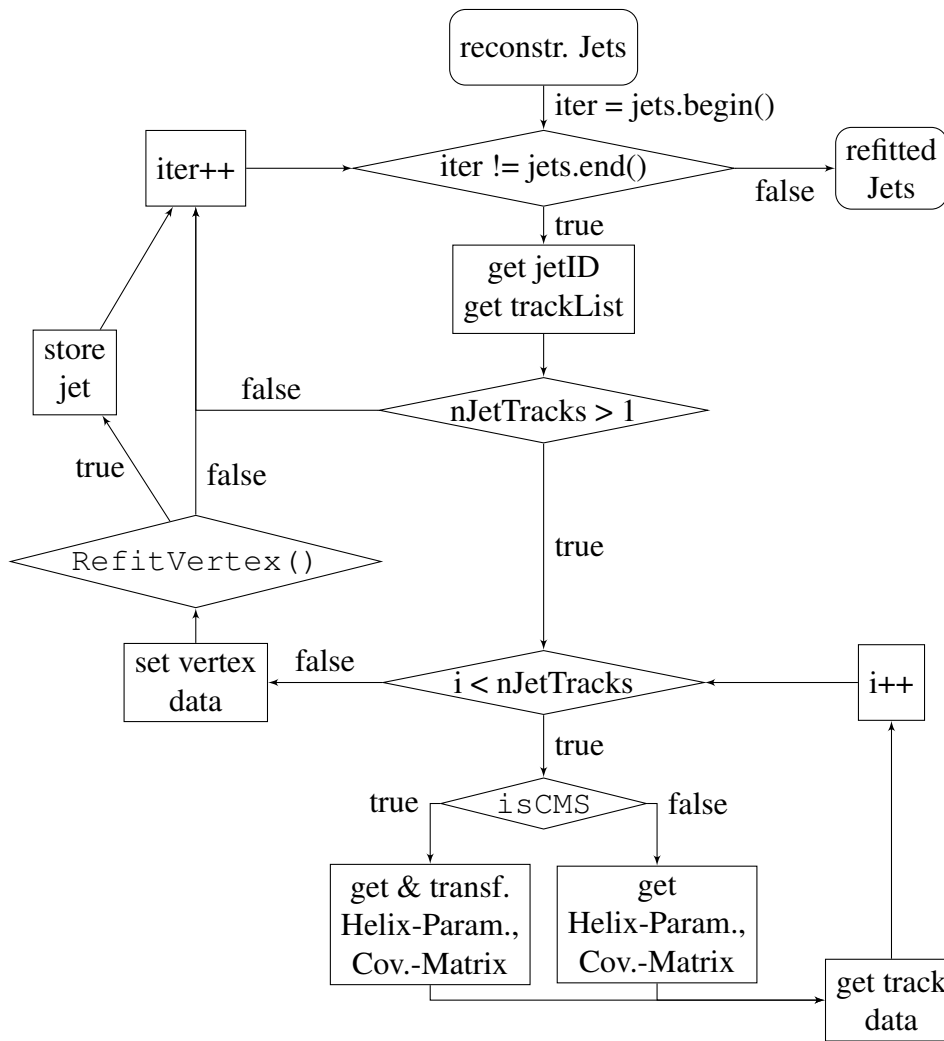 reconstr. Jets
iter = jets.begin()
iter++
iter != jets.end()
false
refitted
Jets
true
get jetID
get trackList
store
jet
false
nJetTracks > 1
true
false
RefitVertex()
true
set vertex
data
false
i < nJetTracks
i++
true
true
isCMS
false
get & transf.
Helix-Param.,
Cov.-Matrix
get
Helix-Param.,
Cov.-Matrix
get track
data